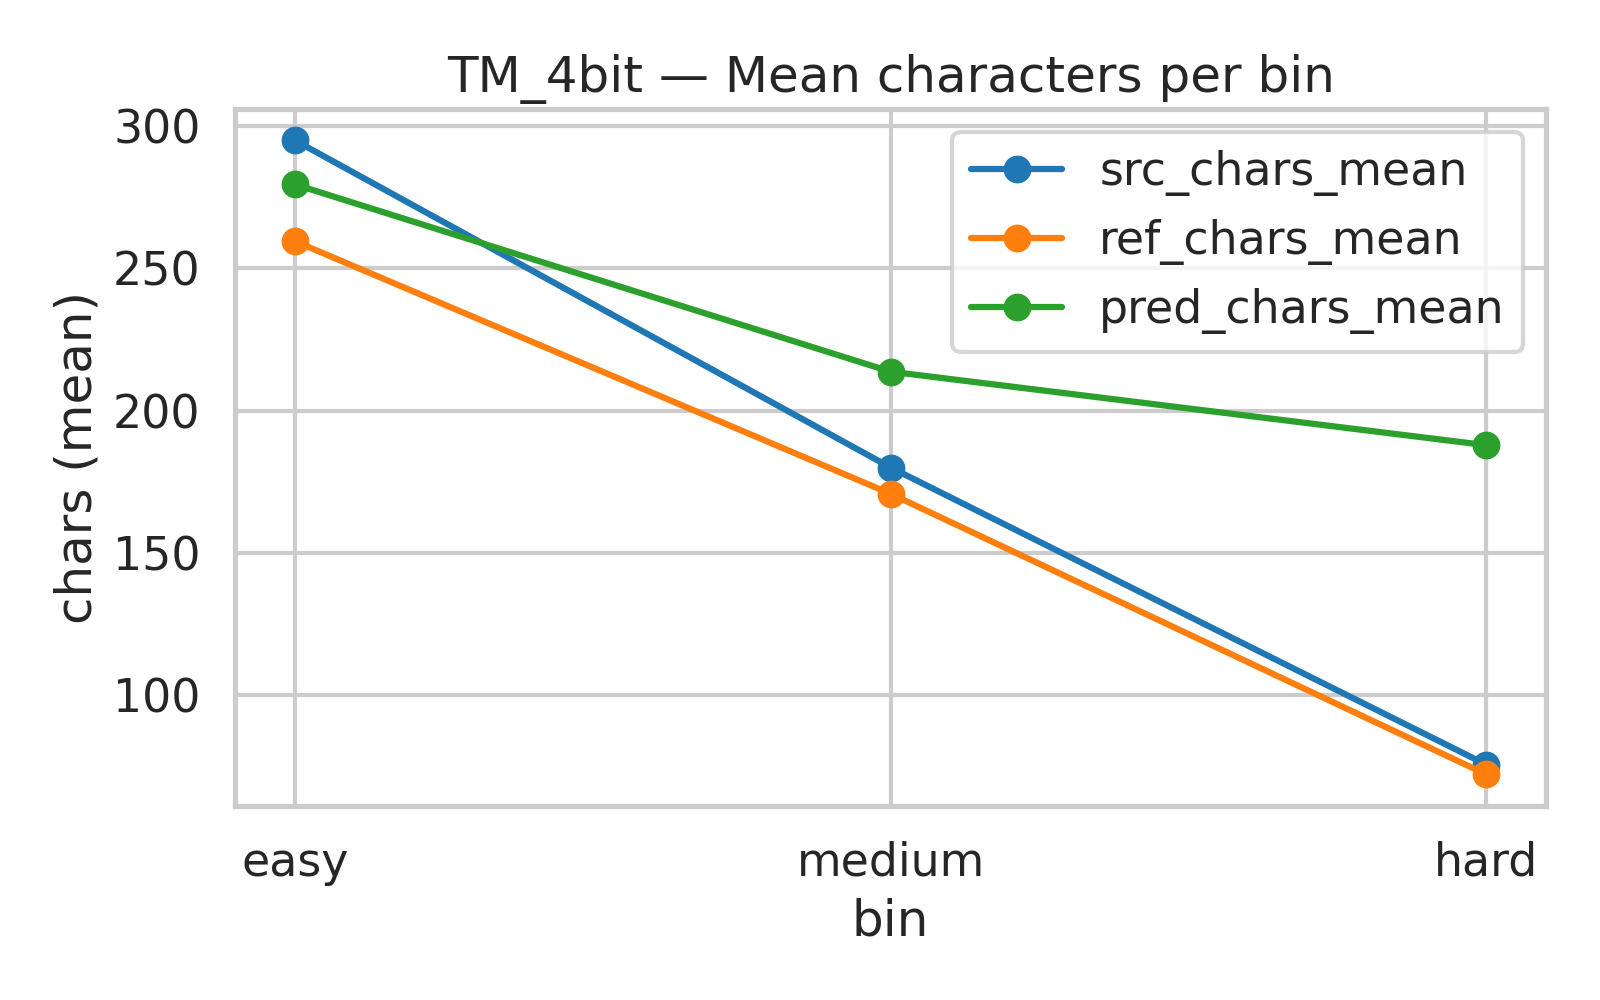 TM_4bit — Mean characters per bin
300
250
200
150
100
chars (mean)
src_chars_mean
ref_chars_mean
pred_chars_mean
easy
medium
hard
bin